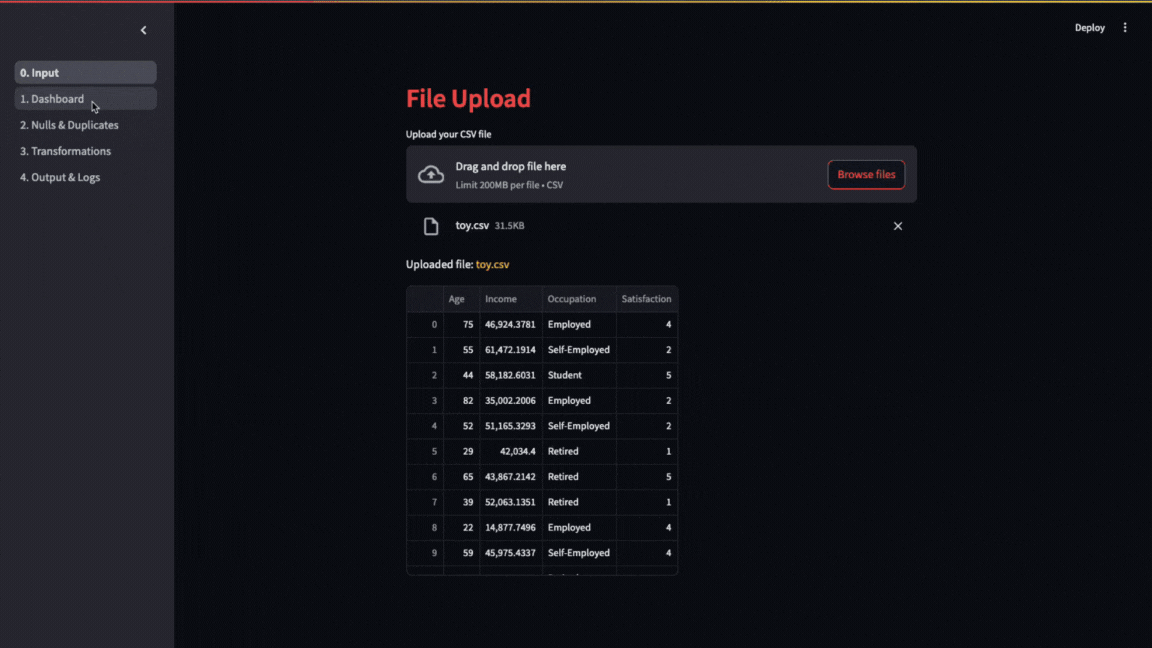 Deploy
0. Input
1. Dashboard
2. Nulls & Duplicates
3. Transformations
4. Output & Logs
File Upload
Upload your CSV file
Drag and drop file here
Limit 200MB per file • CSV
Browse files
toy.csv 31.5KB
Uploaded file: toy.csv
Age Income Occupation Satisfaction
0 75 46,924.3781 Employed 4
1 55 61,472.1914 Self-Employed 2
2 44 58,182.6031 Student 5
3 82 35,002.2006 Employed 2
4 52 51,165.3293 Self-Employed 2
5 29 42,034.4 Retired 1
6 65 43,867.2142 Retired 5
7 39 52,063.1351 Retired 1
8 22 14,877.7496 Employed 4
9 59 45,975.4337 Self-Employed 4